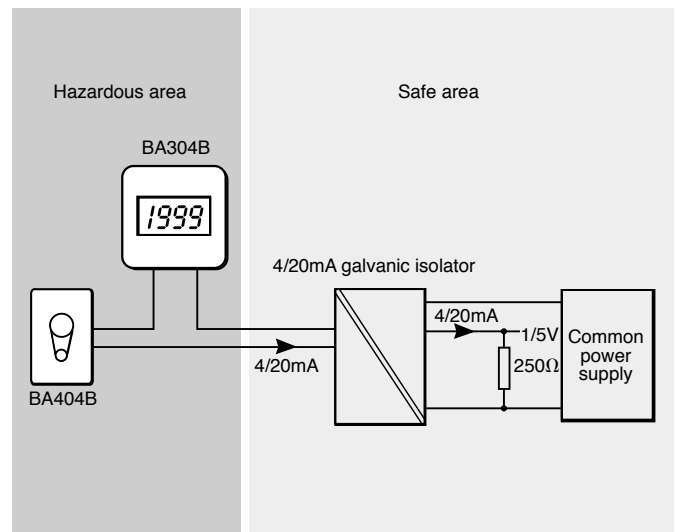 Hazardous area
Safe area
BA304B
1999
4/20mA galvanic isolator
4/20mA
1/5V
Common
power
supply
250Ω
4/20mA
BA404B